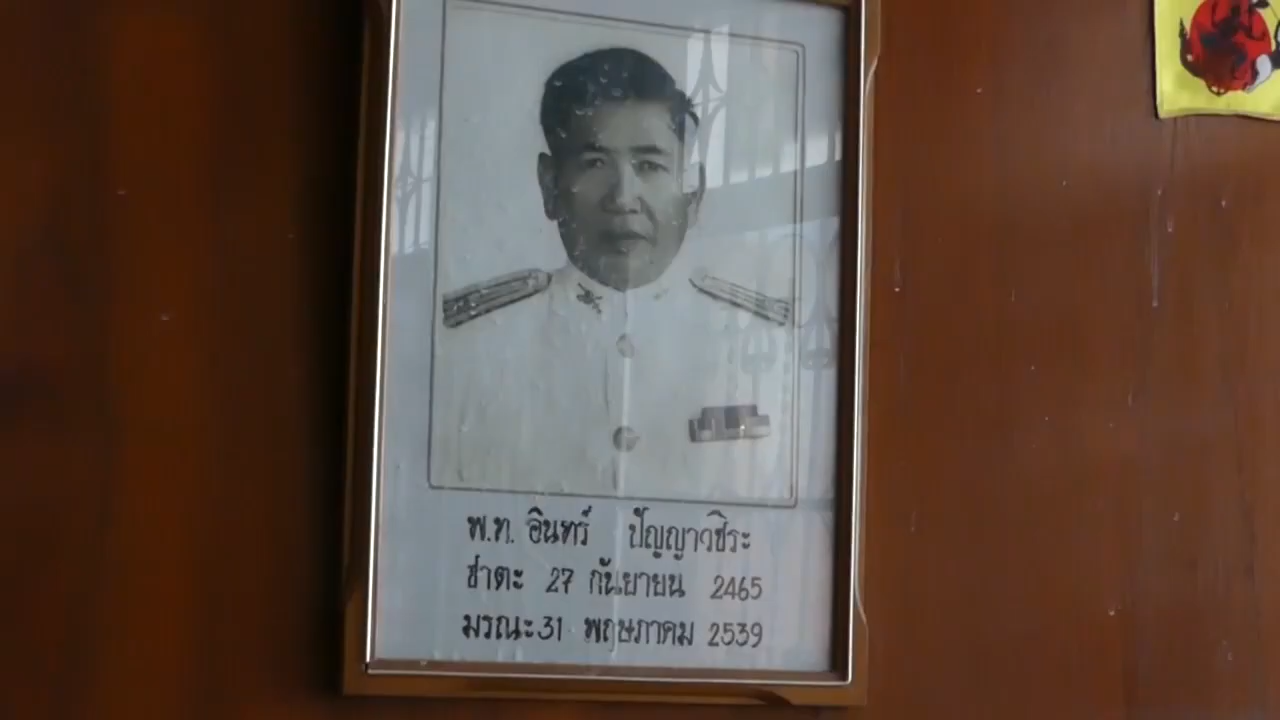 พ.ท. อินทร์ ปัญญาวชิระ
ชาตะ 27 กันยายน 2465
มรณะ 31 พฤษภาคม 2539